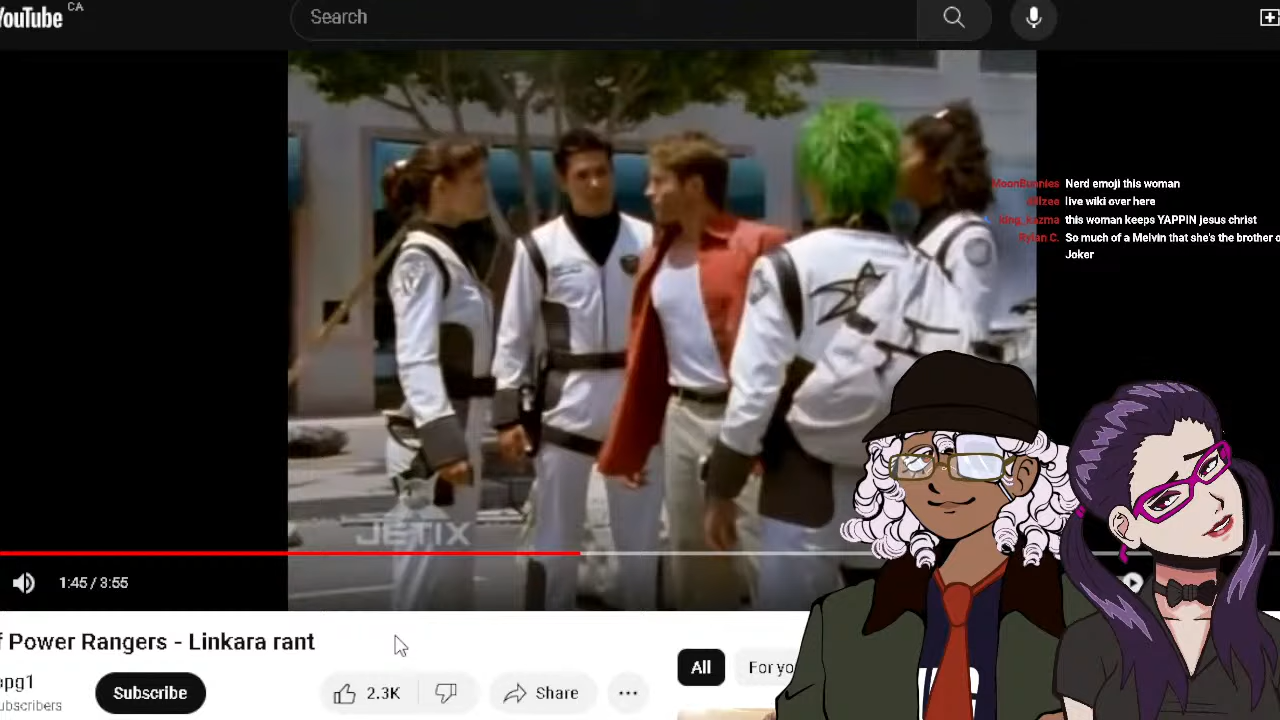 YouTube CA
Search
MoonBunnies Nerd emoji this woman
live wiki over here
king_kazma this woman keeps YAPPIN jesus christ
Rylan C. So much of a Melvin that she's the brother
Joker
JETIX
1:45 / 3:55
f Power Rangers - Linkara rant
pg1
Subscribe
2.3K
Share
All
For yo
ubscribers